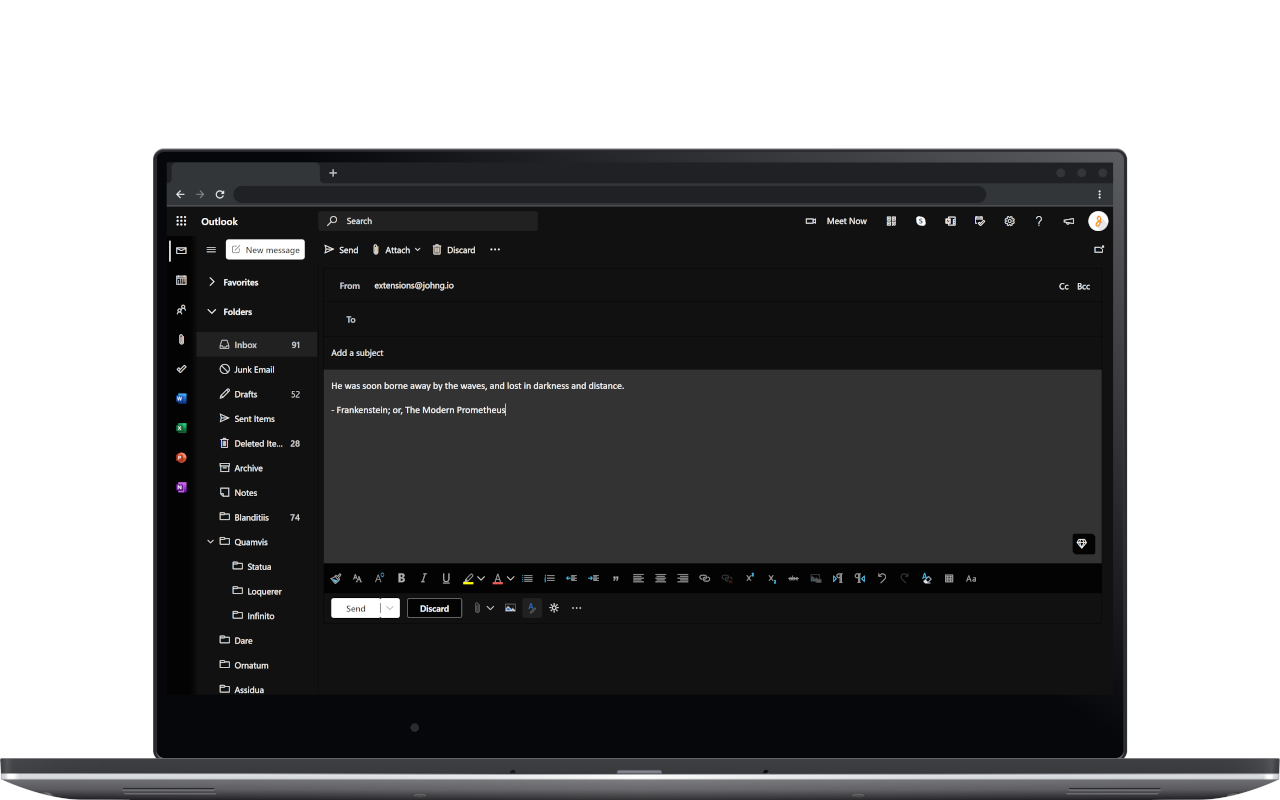 Outlook
Search
Meet Now
New message
Send
Attach
Discard
Favorites
Folders
Inbox 91
Junk Email
Drafts 52
Sent Items
Deleted Ite... 28
Archive
Notes
Blanditiis 74
Quamvis
Statua
Loquerer
Infinito
Dare
Ornatum
Assidua
From extensions@johng.io
Cc Bcc
To
Add a subject
He was soon borne away by the waves, and lost in darkness and distance.
- Frankenstein; or, The Modern Prometheus
Send
Discard